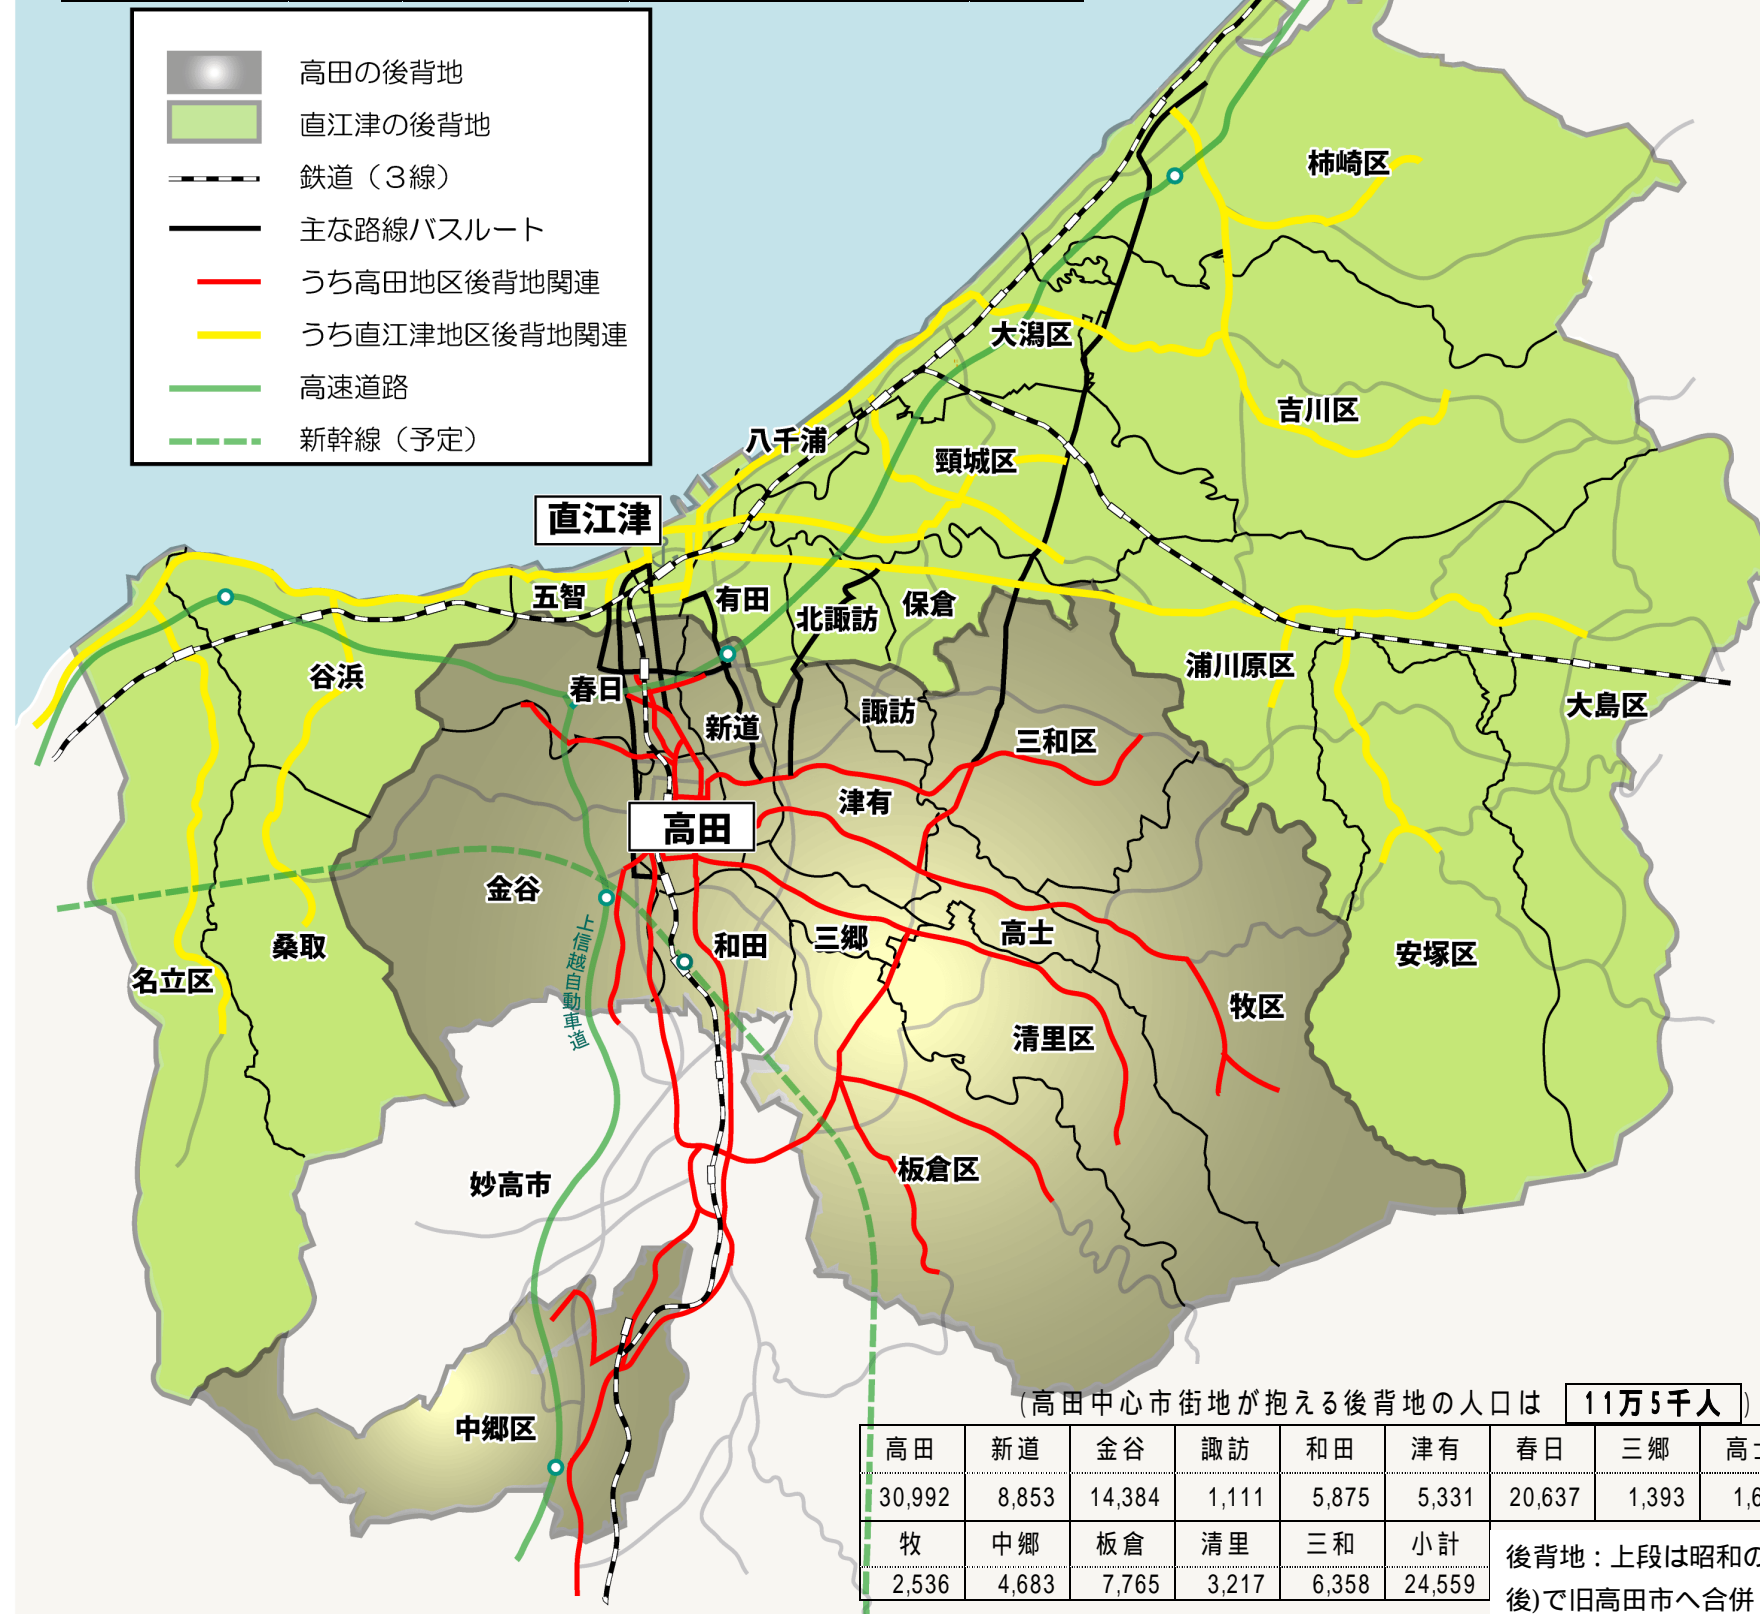 高田の後背地
直江津の後背地
鉄道（３線）
主な路線バスルート
うち高田地区後背地関連
うち直江津地区後背地関連
高速道路
新幹線（予定）
柿崎区
大潟区
吉川区
八千浦
頸城区
直江津
五智
有田
北諏訪
保倉
谷浜
春日
浦川原区
大島区
新道
諏訪
三和区
津有
高田
金谷
桑取
名立区
和田
三郷
高士
安塚区
牧区
清里区
上信越自動車道
妙高市
板倉区
中郷区
(高田中心市街地が抱える後背地の人口は 11万5千人)
高田 新道 金谷 諏訪 和田 津有 春日 三郷 高
30,992 8,853 14,384 1,111 5,875 5,331 20,637 1,393 1,6
牧 中郷 板倉 清里 三和 小計
2,536 4,683 7,765 3,217 6,358 24,559
後背地：上段は昭和の
後)で旧高田市へ合併